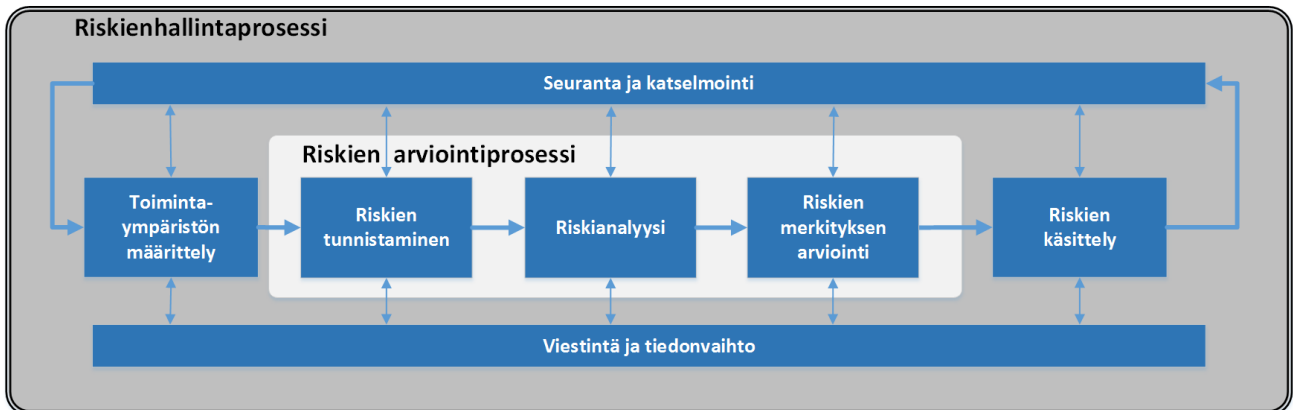 Riskienhallintaprosessi
Seuranta ja katselmointi
Riskien arviointiprosessi
Toiminta-
ympäristön
määrittely
Riskien
tunnistaminen
Riskianalyysi
Riskien
merkityksen
arviointi
Riskien
käsittely
Viestintä ja tiedonvaihto